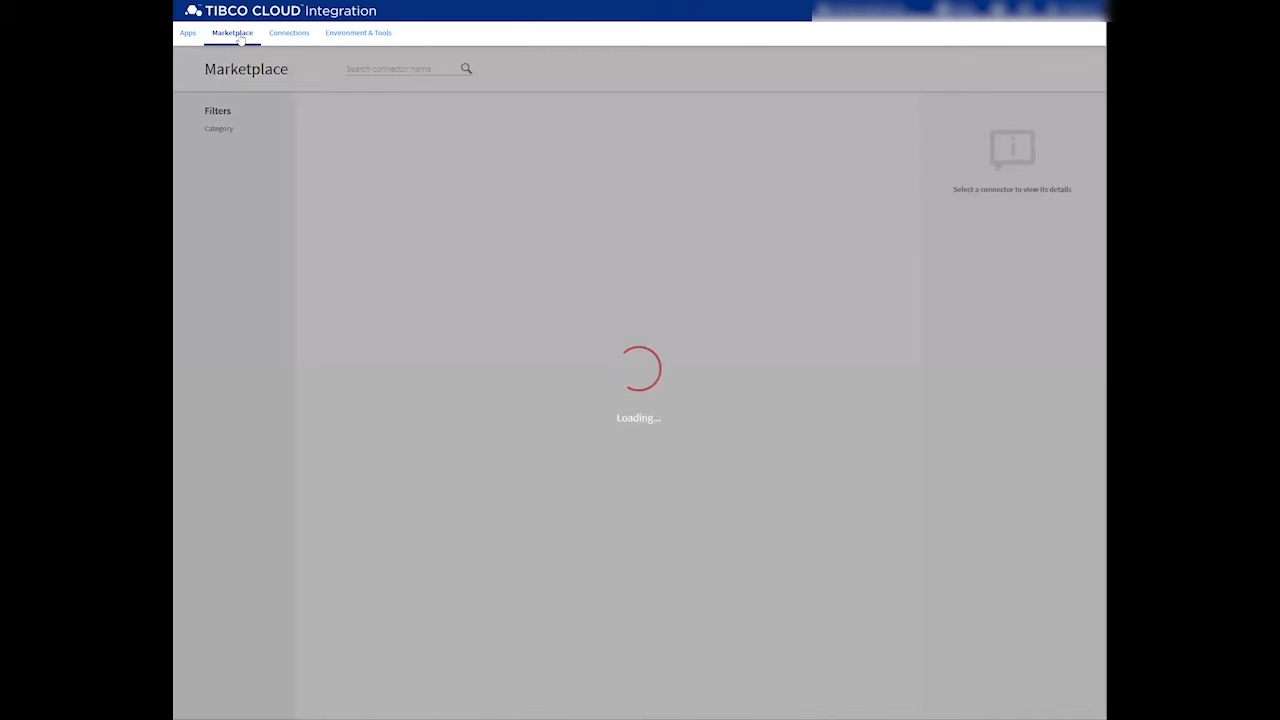 TIBCO CLOUD™ Integration
Apps Marketplace Connections Environment & Tools
Marketplace
Search connector name
Filters
Category
Select a connector to view its details
Loading...